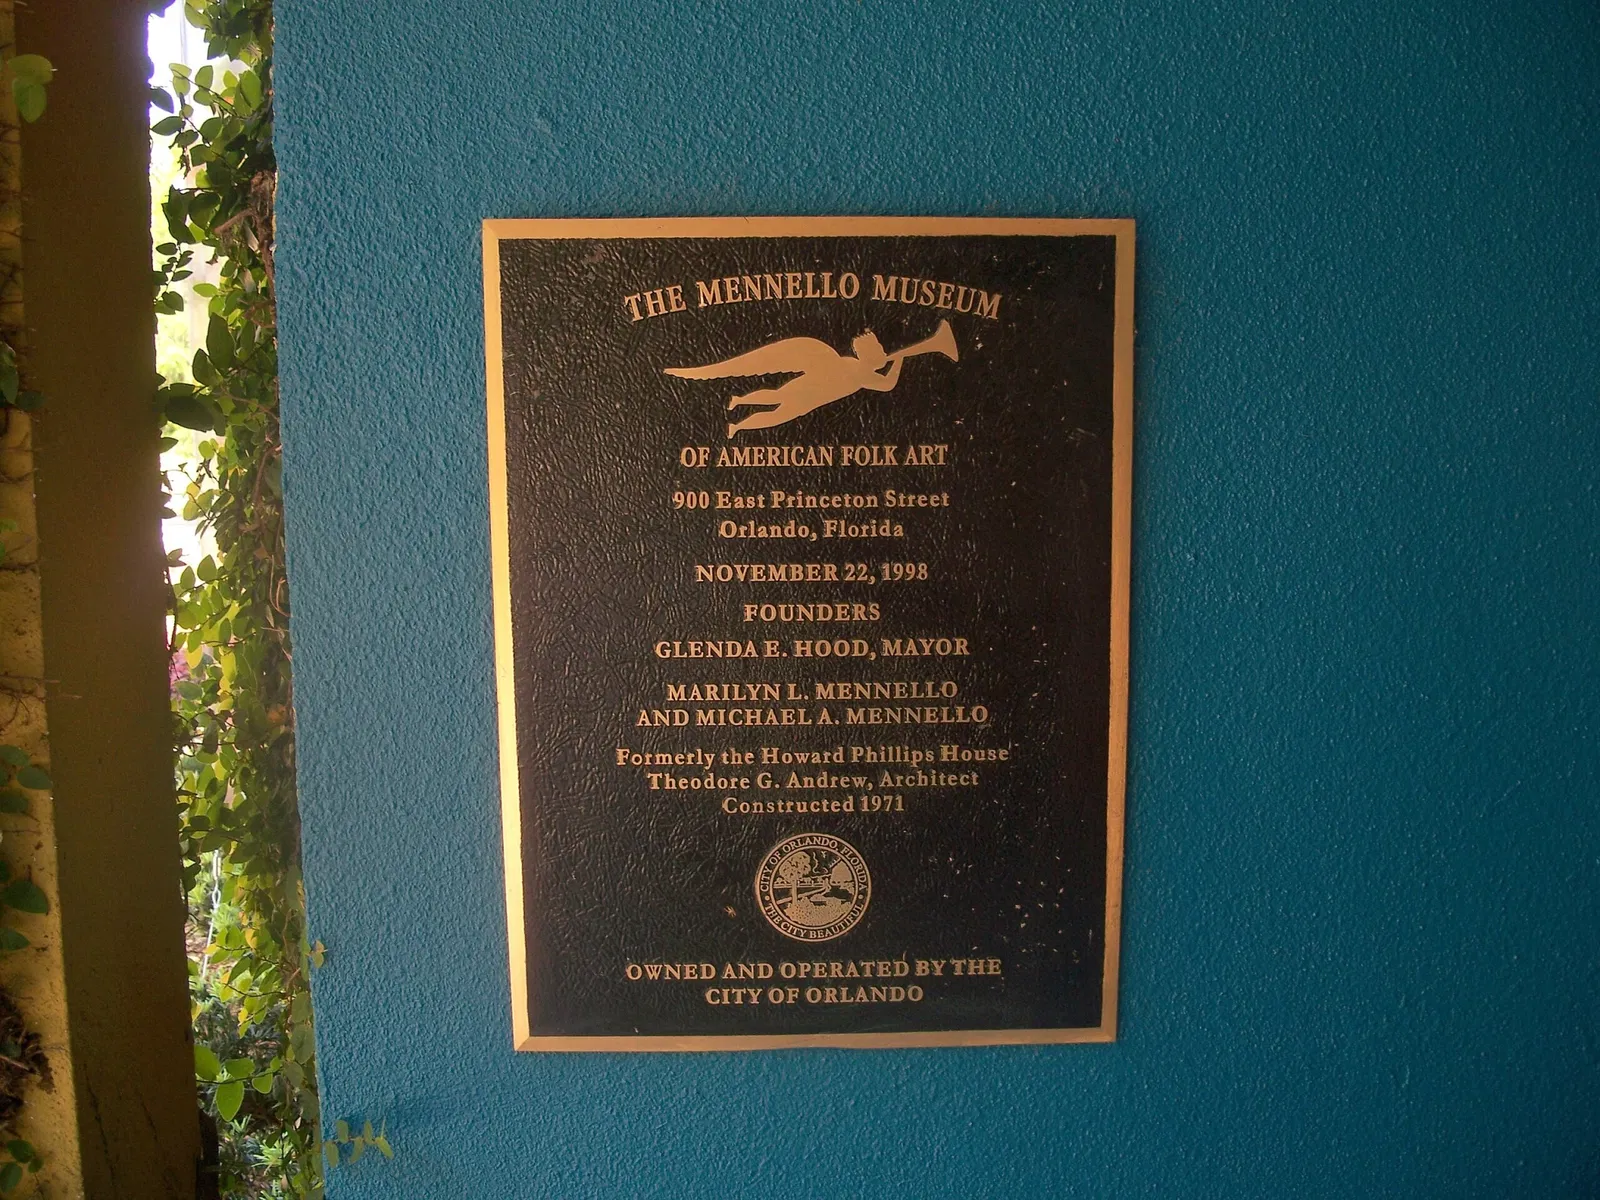 THE MENNELLO MUSEUM
OF AMERICAN FOLK ART
900 East Princeton Street
Orlando, Florida
NOVEMBER 22, 1998
FOUNDERS
GLENDA E. HOOD, MAYOR
MARILYN L. MENNELLO
AND MICHAEL A. MENNELLO
Formerly the Howard Phillips House
Theodore G. Andrew, Architect
Constructed 1971
CITY OF ORLANDO, FLORIDA
THE CITY BEAUTIFUL
OWNED AND OPERATED BY THE
CITY OF ORLANDO